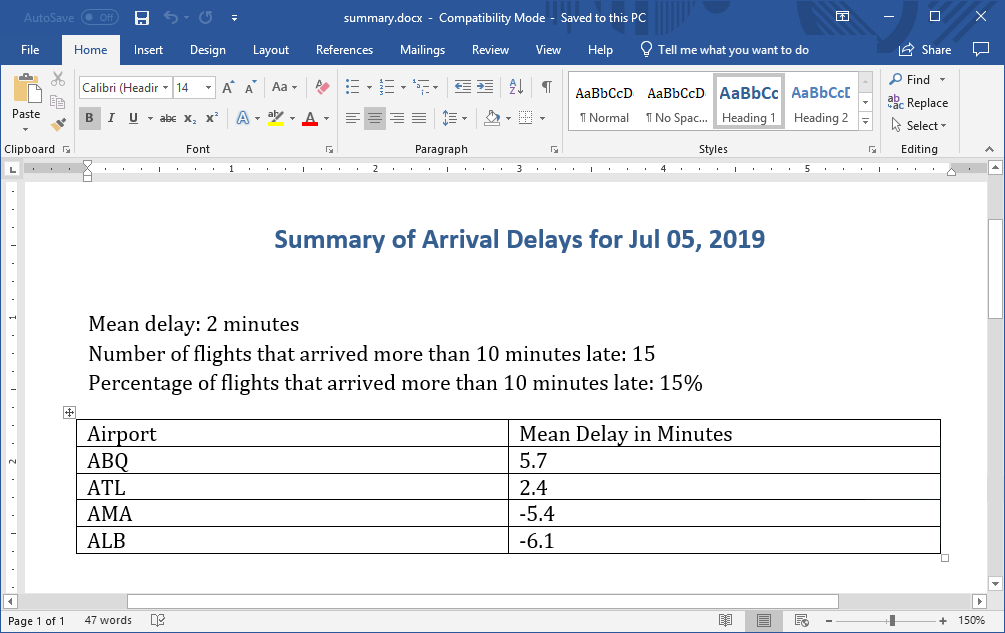 AutoSave Off summary.docx - Compatibility Mode - Saved to this PC
File Home Insert Design Layout References Mailings Review View Help Tell me what you want to do Share
Calibri (Headir 14 Aa AaBbCcD AaBbCcD AaBbCc AaBbCcD Find
Paste B I U abc x₂ x² A ab A ¶ Normal ¶ No Spac... Heading 1 Heading 2 Replace
Select
Clipboard Font Paragraph Styles Editing
L 1 2 3 4 5
Summary of Arrival Delays for Jul 05, 2019
1
Mean delay: 2 minutes
Number of flights that arrived more than 10 minutes late: 15
Percentage of flights that arrived more than 10 minutes late: 15%
Airport Mean Delay in Minutes
2
ABQ 5.7
ATL 2.4
AMA -5.4
ALB -6.1
Page 1 of 1 47 words - + 150%